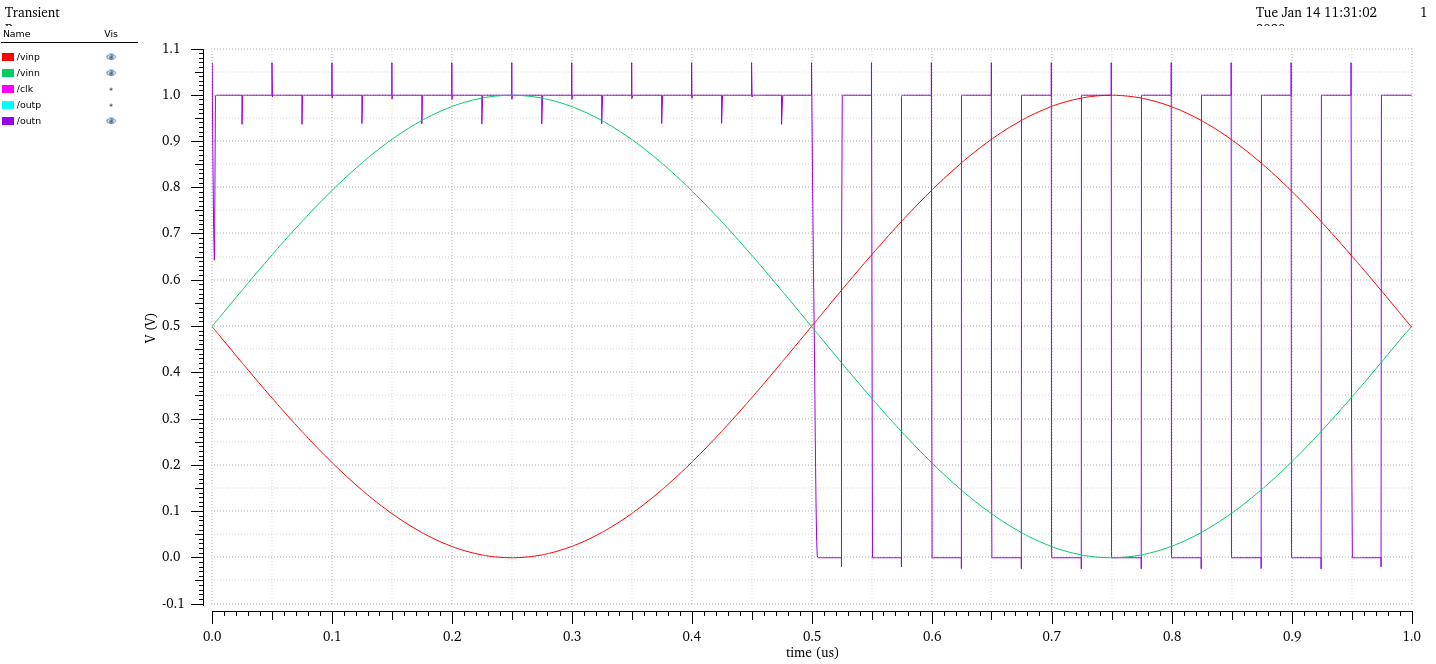 Transient
Tue Jan 14 11:31:02 1
Name Vis
/vinp
/vinn
/clk
/outp
/outn
V (V)
1.1
1.0
0.9
0.8
0.7
0.6
0.5
0.4
0.3
0.2
0.1
0.0
-0.1
0.0 0.1 0.2 0.3 0.4 0.5 0.6 0.7 0.8 0.9 1.0
time (us)